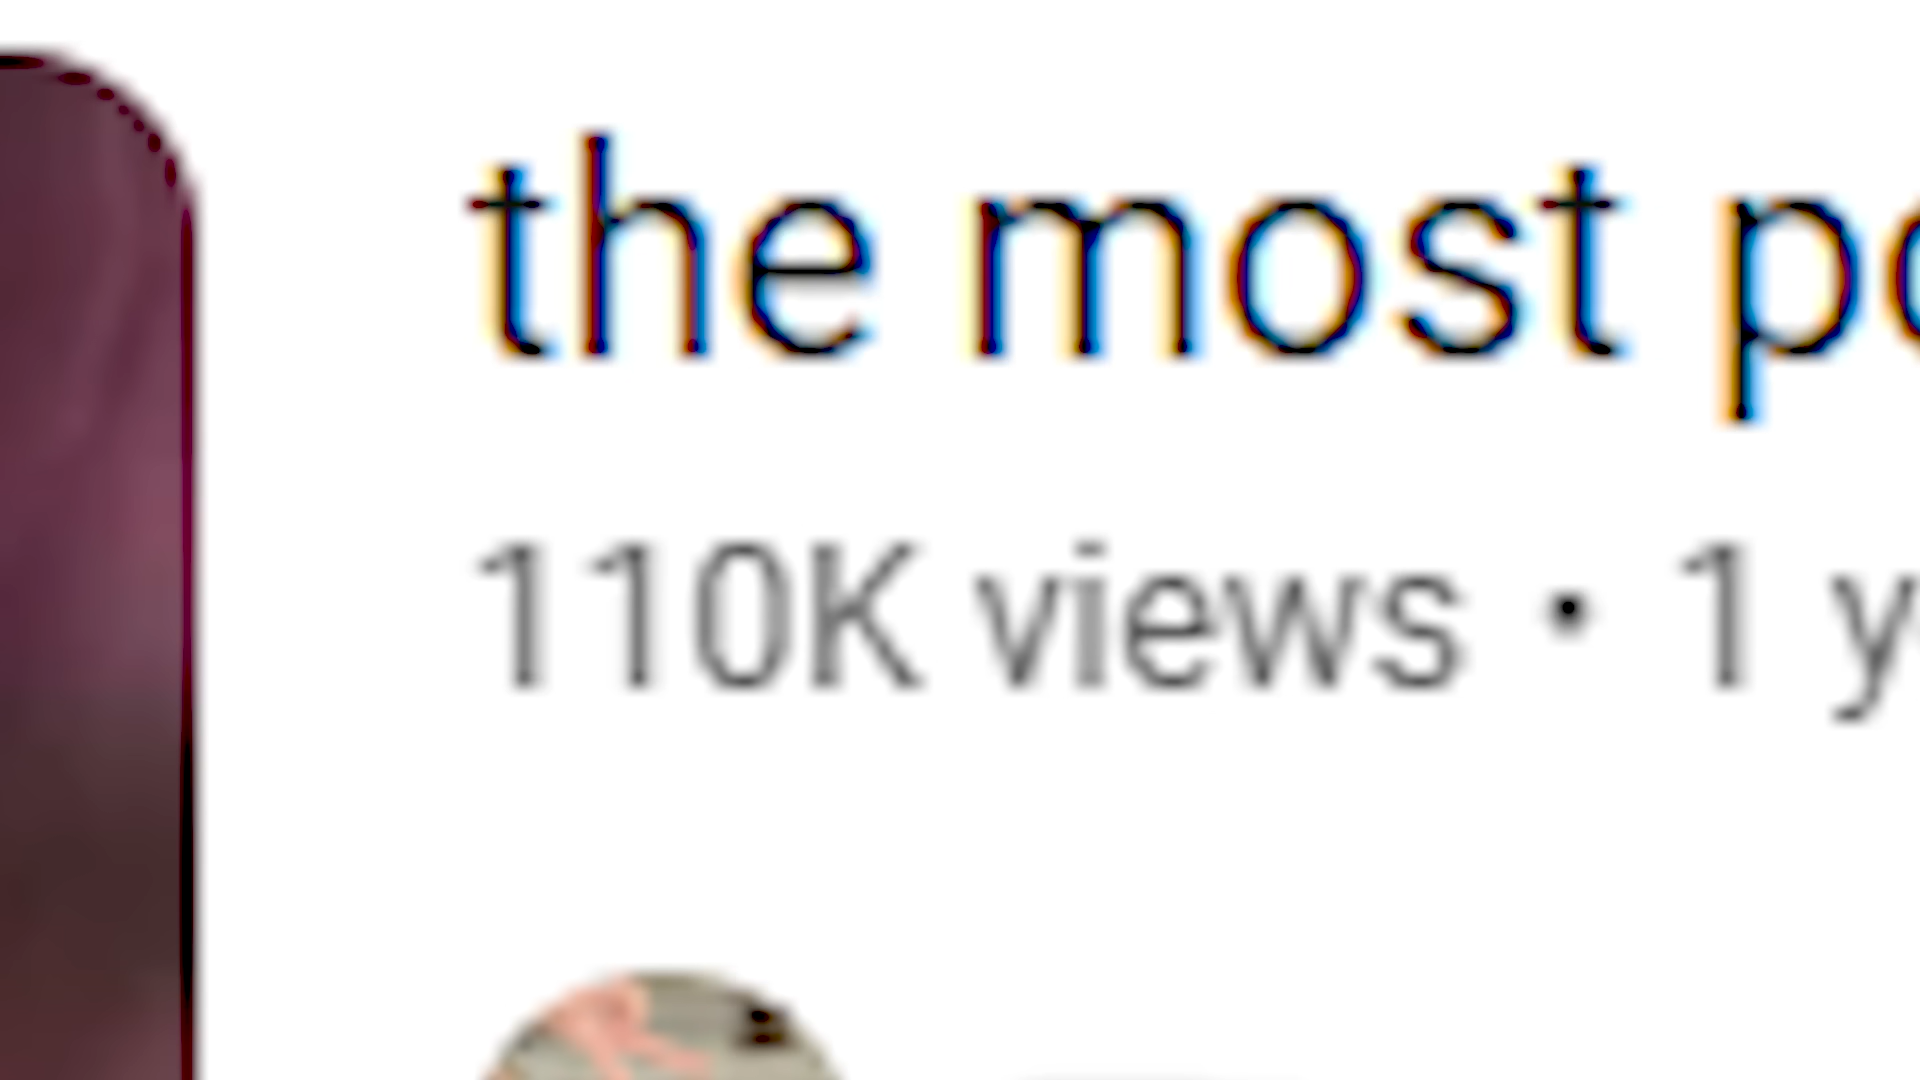 the most
110K views • 1